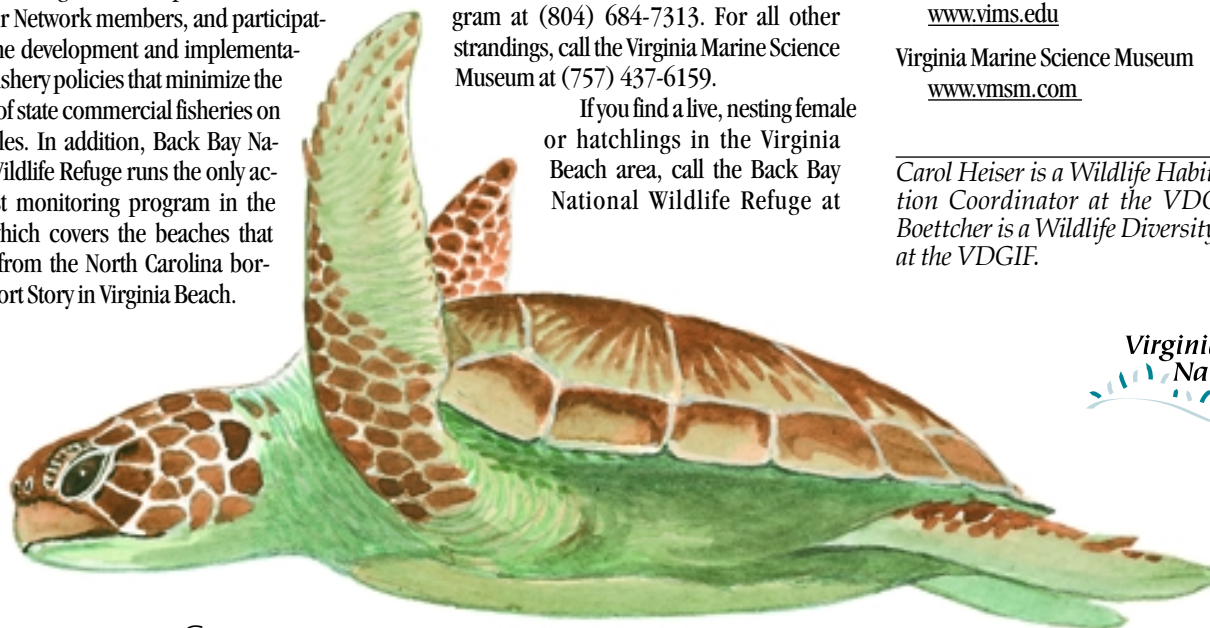 r Network members, and participat-
ne development and implementa-
ishery policies that minimize the
of state commercial fisheries on
les. In addition, Back Bay Na-
Wildlife Refuge runs the only ac-
st monitoring program in the
which covers the beaches that
from the North Carolina bor-
ort Story in Virginia Beach.
gram at (804) 684-7313. For all other
strandings, call the Virginia Marine Science
Museum at (757) 437-6159.
If you find a live, nesting female
or hatchlings in the Virginia
Beach area, call the Back Bay
National Wildlife Refuge at
www.vims.edu
Virginia Marine Science Museum
www.vmsm.com
Carol Heiser is a Wildlife Habi
tion Coordinator at the VDG
Boettcher is a Wildlife Diversity
at the VDGIF.
Virgini
Na